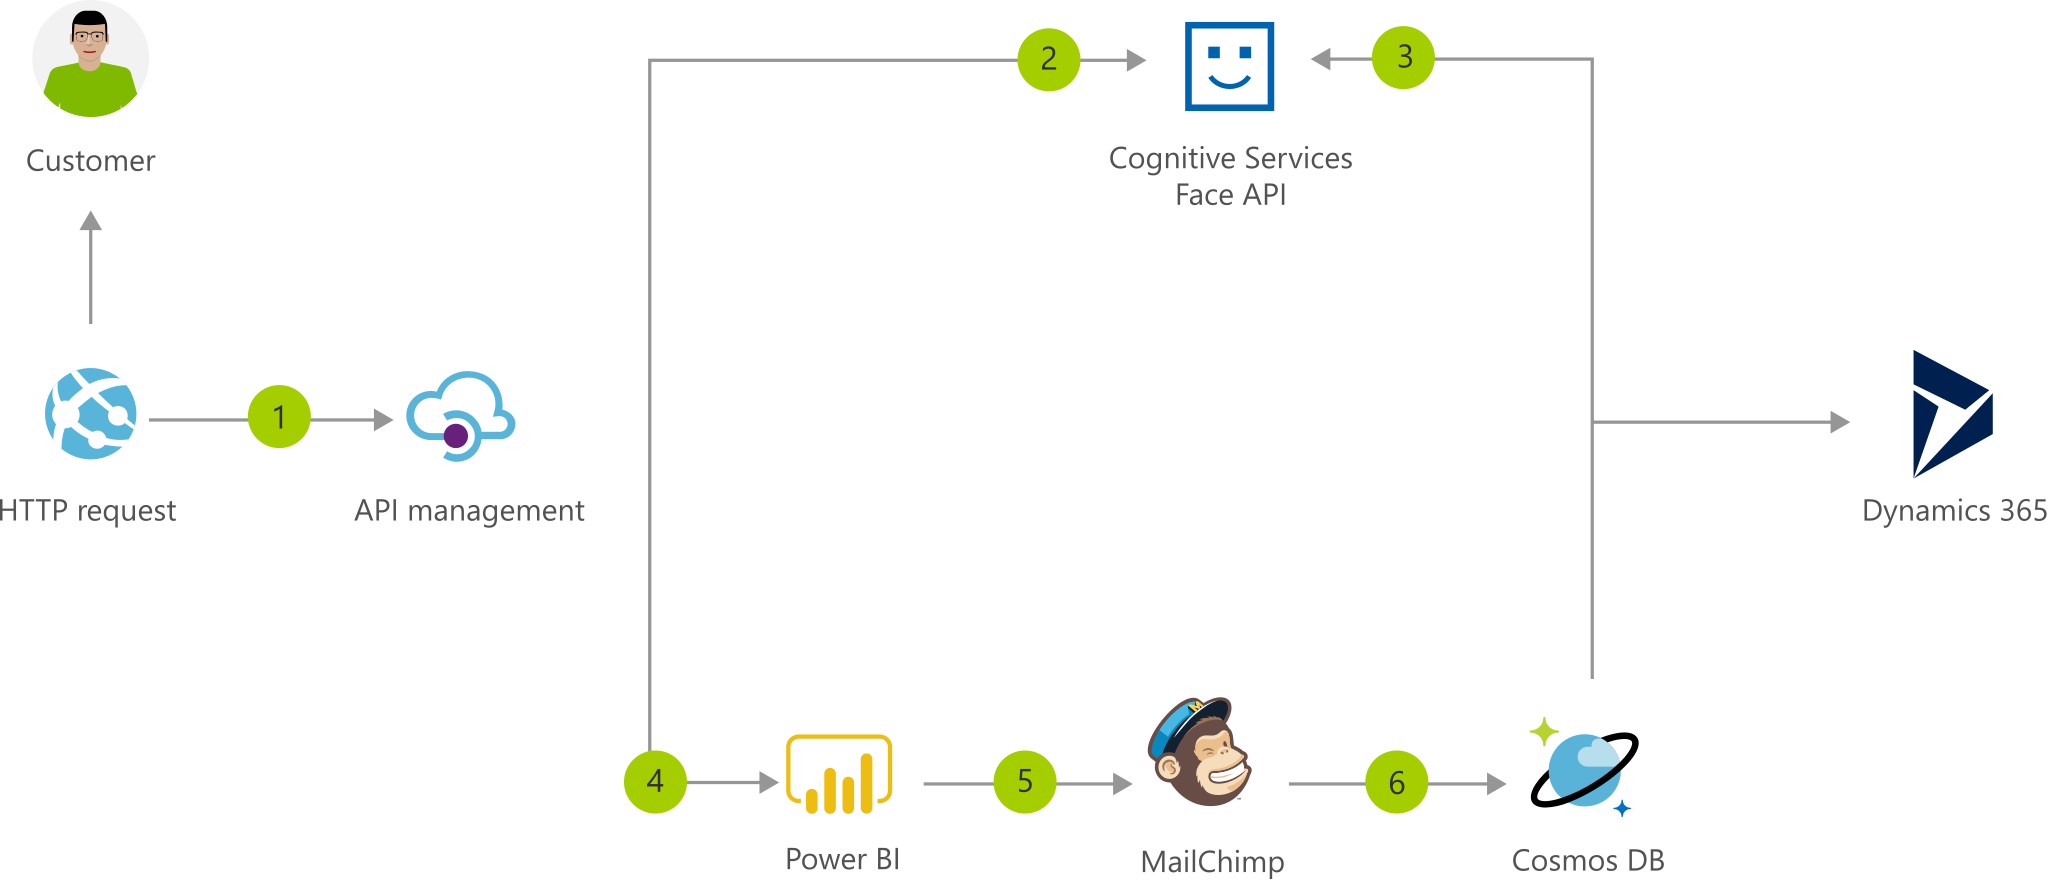 2
3
Customer
Cognitive Services
Face API
1
HTTP request
API management
Dynamics 365
4
5
6
Power BI
MailChimp
Cosmos DB